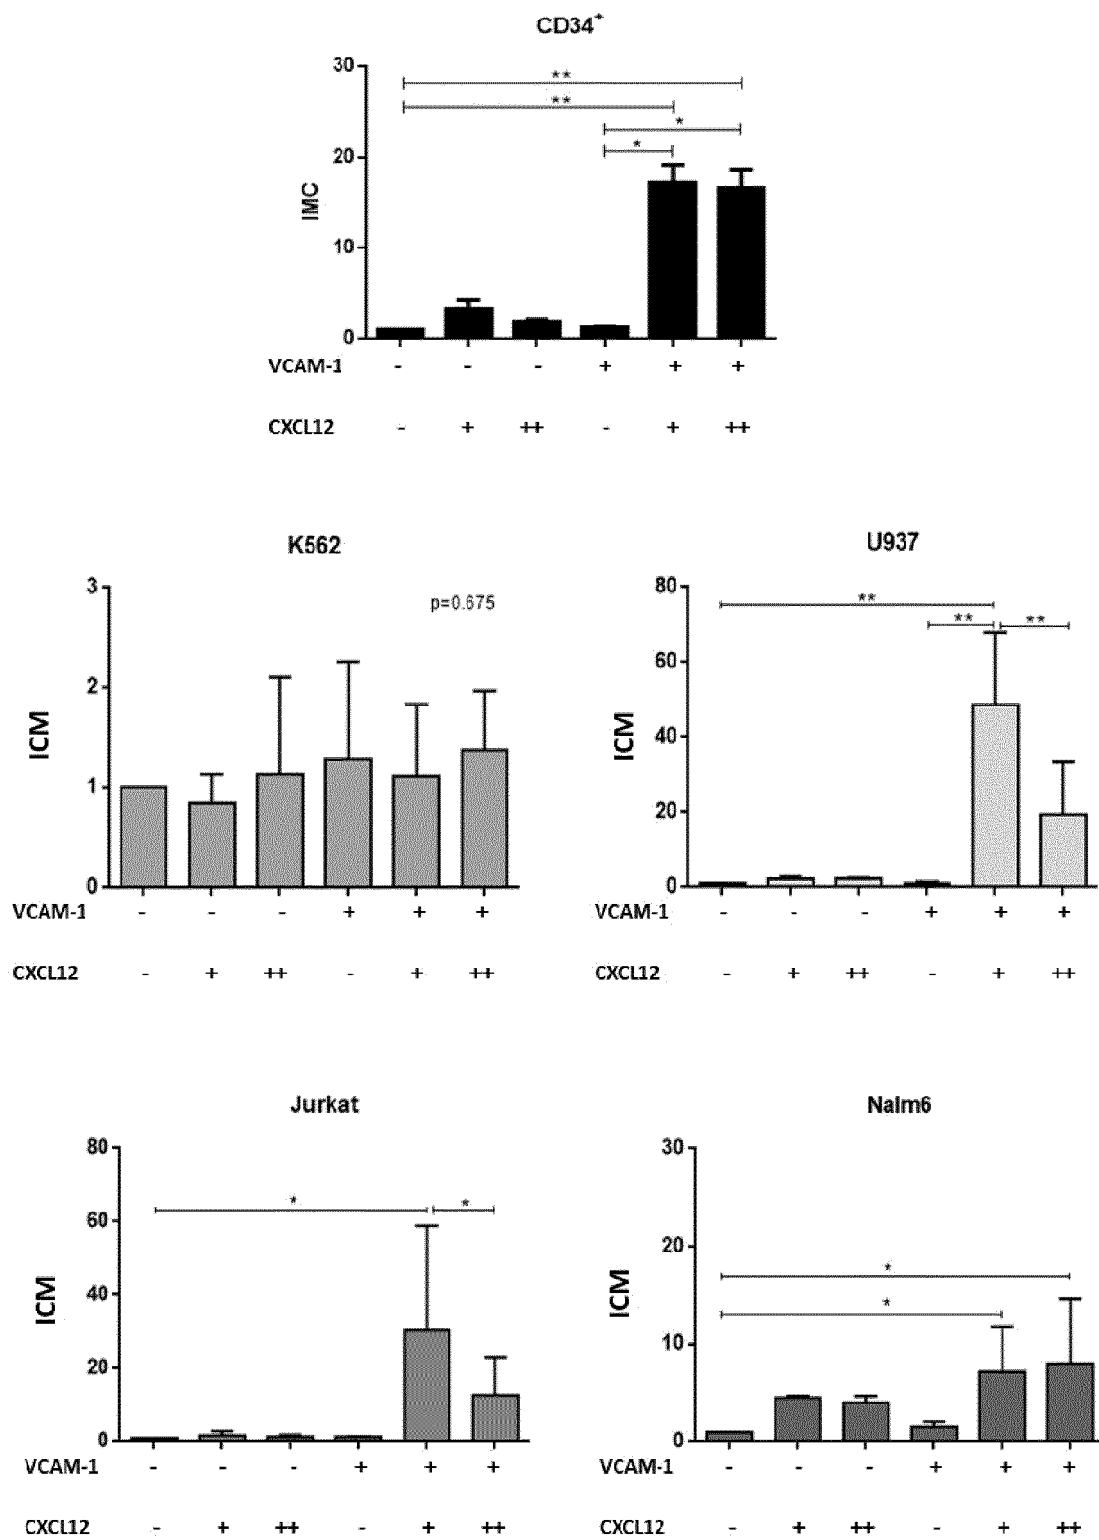 CD34+
30
**
**
*
20
*
IMC
10
0
VCAM-1 - - - + + +
CXCL12 - + ++ - + ++
K562
U937
3
p=0.675
80
**
** **
60
2
ICM
ICM
40
1
20
0
0
VCAM-1 - - - + + +
VCAM-1 - - - + + +
CXCL12 - + ++ - + ++
CXCL12 - + ++ - + ++
Jurkat
Nalm6
80
30
* *
60
20
ICM
ICM
40
*
*
10
20
0
0
VCAM-1 - - - + + +
VCAM-1 - - - + + +
CXCL12 - + ++ - + ++
CXCL12 - + ++ - + ++